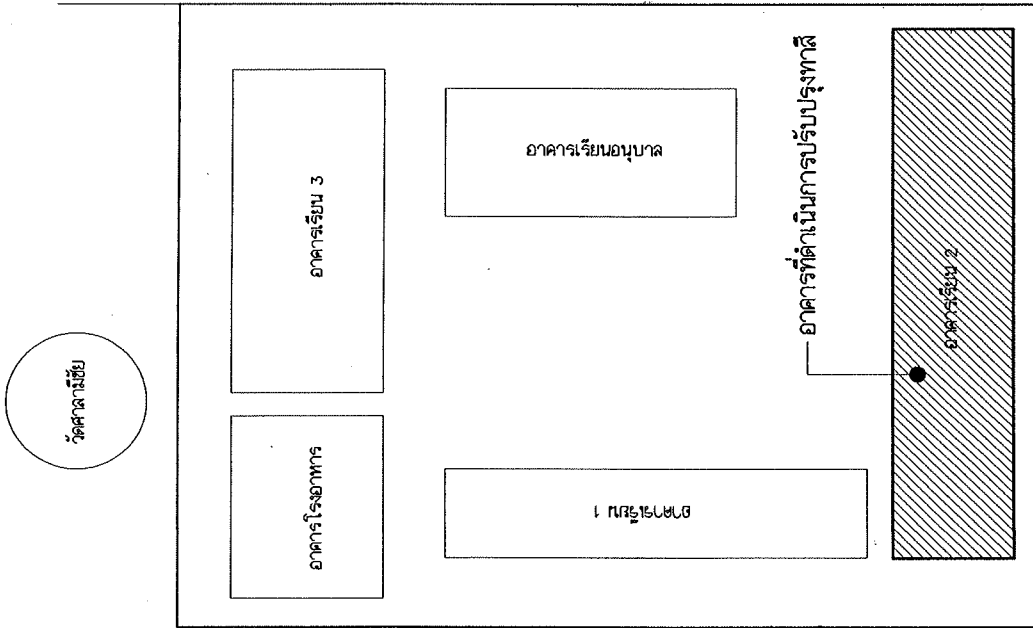 วัดศาลามีชัย
อาคารเรียน 3
อาคารโรงอาหาร
อาคารเรียนอนุบาล
อาคารเรียน 1
อาคารที่ดำเนินการปรับปรุงทาสี
อาคารเรียน 2